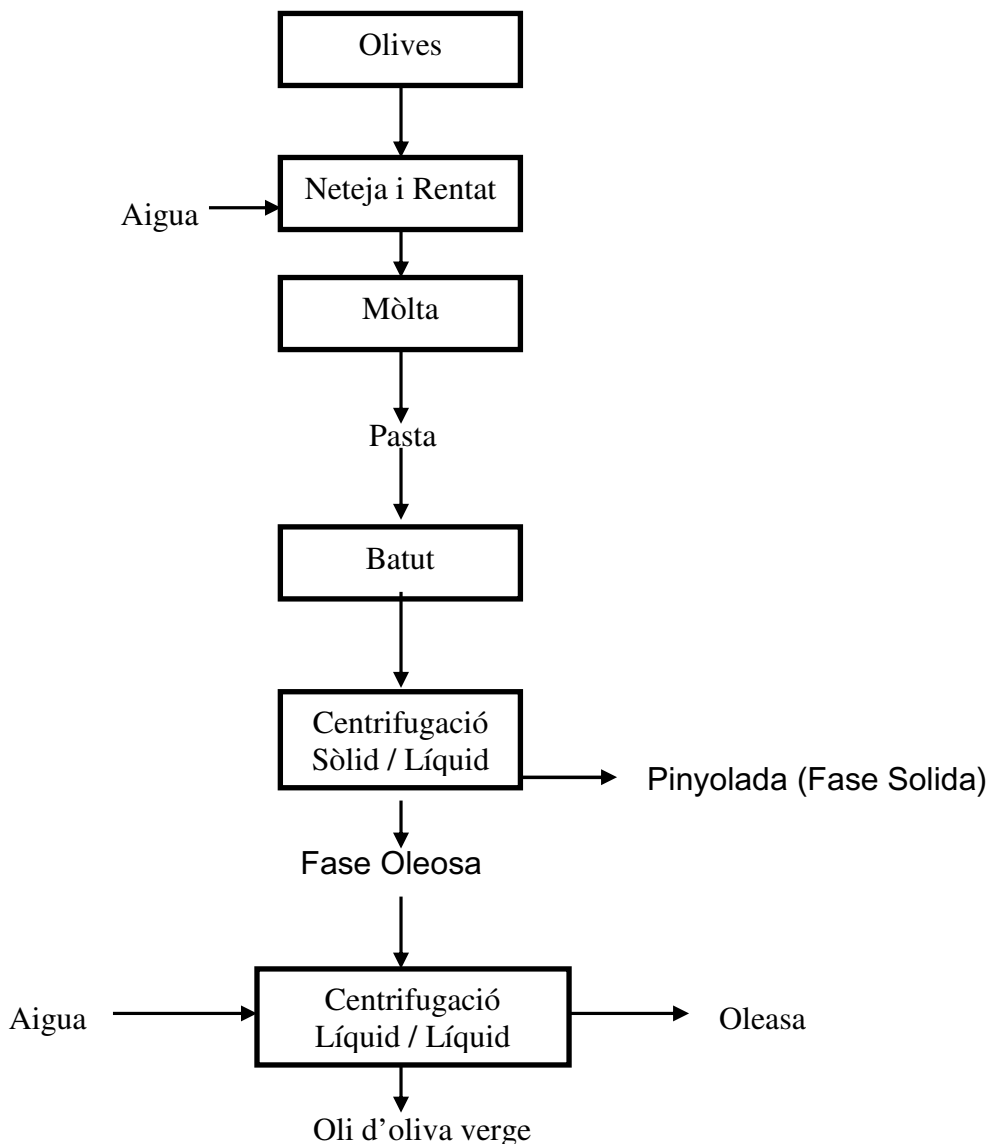 Olives
Neteja i Rentat
Aigua
Mòlta
Pasta
Batut
Centrifugació
Sòlid / Líquid
Pinyolada (Fase Solida)
Fase Oleosa
Centrifugació
Líquid / Líquid
Aigua
Oleasa
Oli d’oliva verge